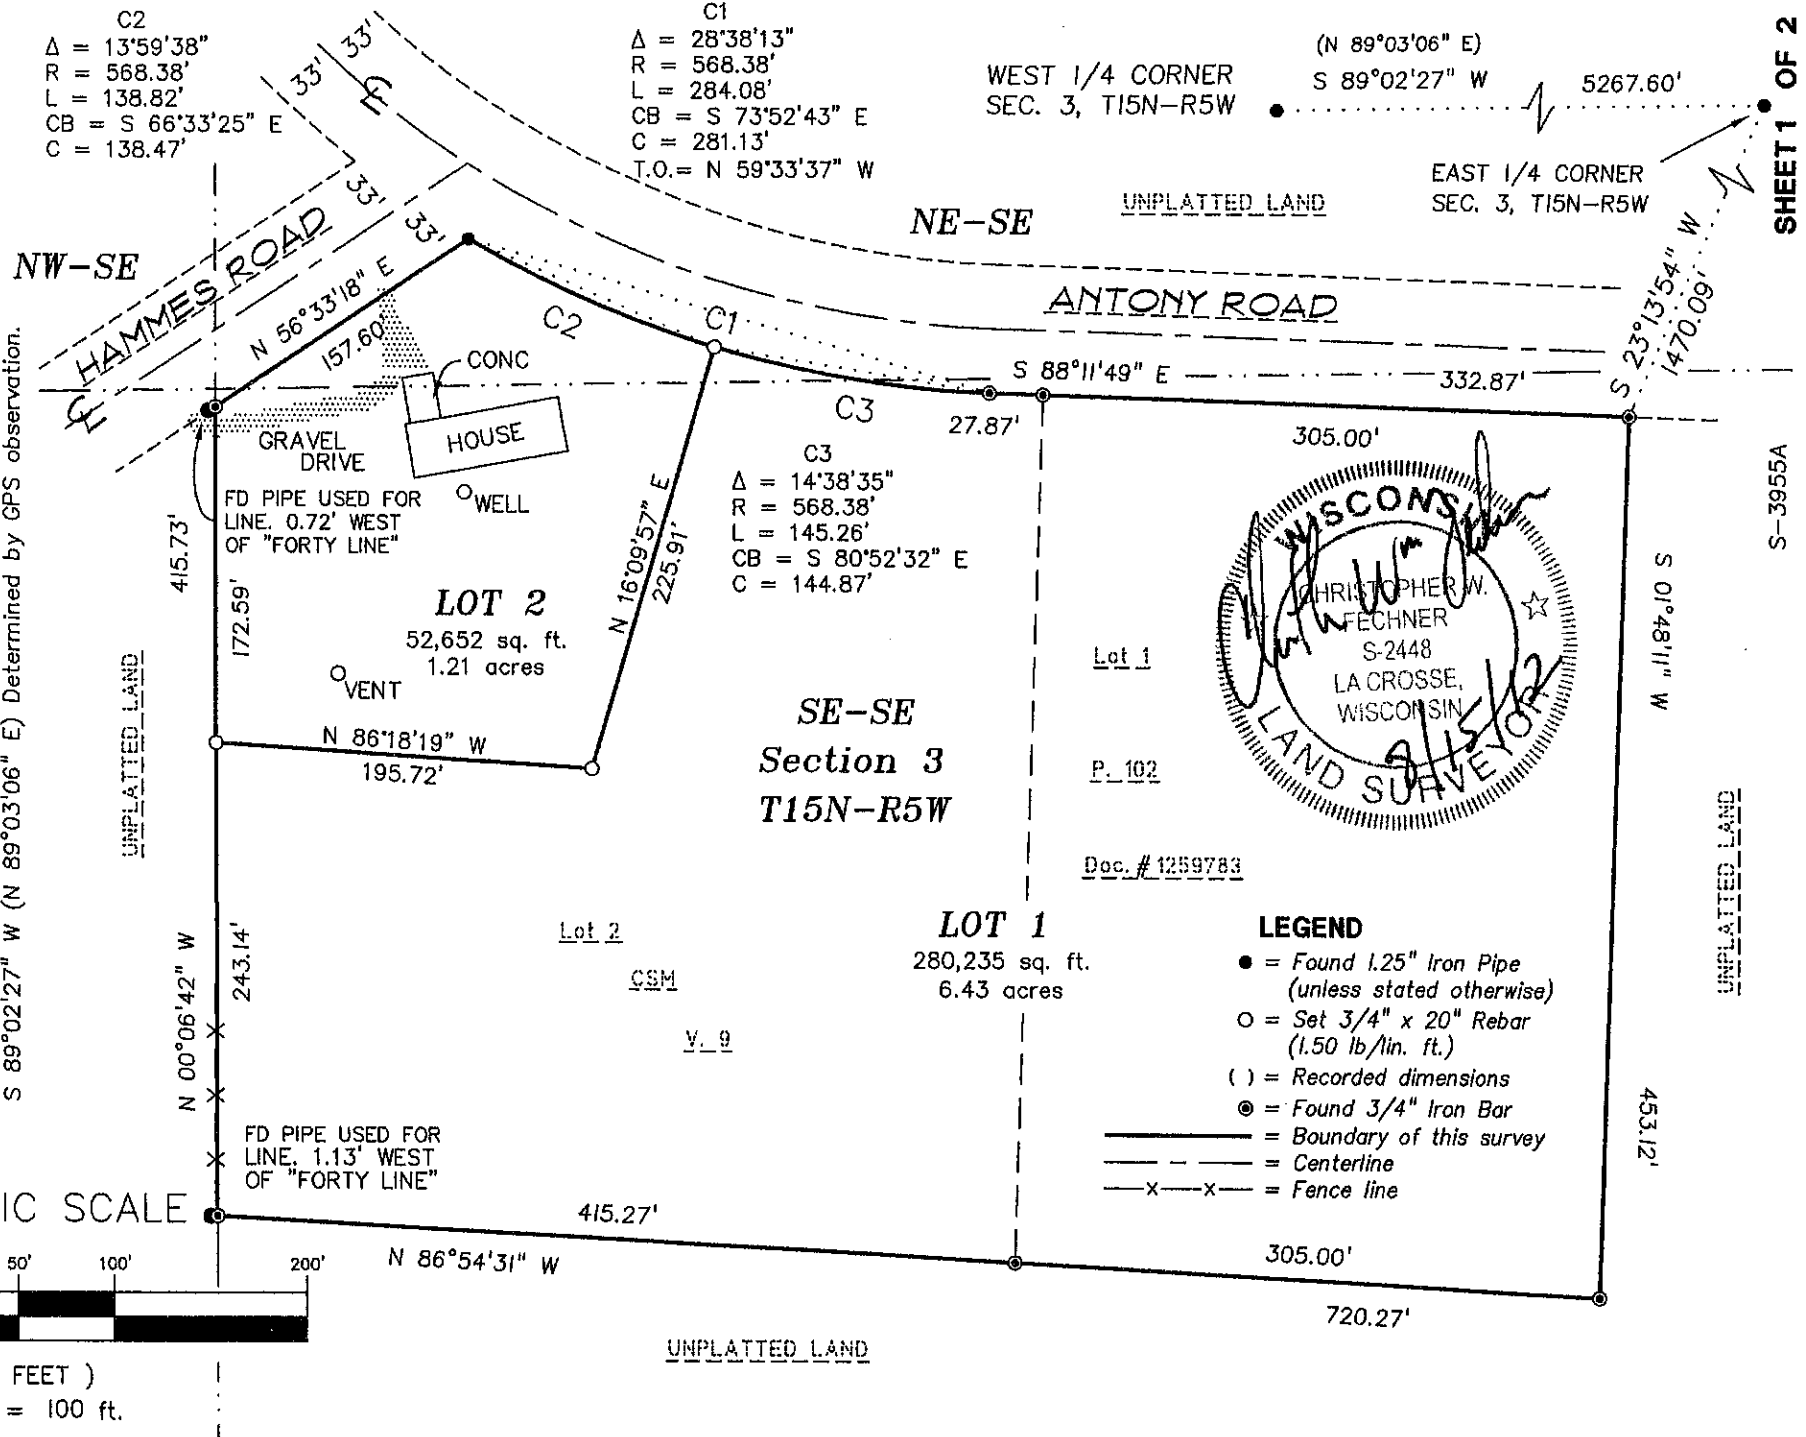 C2
Δ = 13°59'38"
R = 568.38'
L = 138.82'
CB = S 66°33'25" E
C = 138.47'
33'
33'
C1
Δ = 28°38'13"
R = 568.38'
L = 284.08'
CB = S 73°52'43" E
C = 281.13'
T.O.= N 59°33'37" W
WEST 1/4 CORNER
SEC. 3, T15N-R5W
(N 89°03'06" E)
S 89°02'27" W
5267.60'
EAST 1/4 CORNER
SEC. 3, T15N-R5W
SHEET 1 OF 2
UNPLATTED LAND
NE-SE
NW-SE
33'
33'
HAMMES ROAD
ANTONY ROAD
S 23°13'54" W
1470.09'
N 56°33'18" E
157.60'
C2
C1
C3
CONC
HOUSE
GRAVEL
DRIVE
S 88°11'49" E
332.87'
27.87'
305.00'
FD PIPE USED FOR
LINE. 0.72' WEST
OF "FORTY LINE"
WELL
C3
Δ = 14°38'35"
R = 568.38'
L = 145.26'
CB = S 80°52'32" E
C = 144.87'
N 16°09'57" E
225.91'
415.73'
172.59'
LOT 2
52,652 sq. ft.
1.21 acres
VENT
N 86°18'19" W
195.72'
UNPLATTED LAND
S 89°02'27" W (N 89°03'06" E) Determined by GPS observation.
SE-SE
Section 3
T15N-R5W
Lot 1
P. 102
Doc. # 1259783
WISCONSIN
CHRISTOPHER W.
FECHNER
S-2448
LA CROSSE,
WISCONSIN
LAND SURVEYOR
8/15/12
S-3955A
S 01°48'11" W
453.12'
UNPLATTED LAND
Lot 2
CSM
V. 9
LOT 1
280,235 sq. ft.
6.43 acres
N 00°06'42" W
243.14'
LEGEND
● = Found 1.25" Iron Pipe
(unless stated otherwise)
○ = Set 3/4" x 20" Rebar
(1.50 lb/lin. ft.)
( ) = Recorded dimensions
= Found 3/4" Iron Bar
= Boundary of this survey
= Centerline
—x—x— = Fence line
FD PIPE USED FOR
LINE. 1.13' WEST
OF "FORTY LINE"
IC SCALE
50' 100' 200'
FEET )
= 100 ft.
415.27'
N 86°54'31" W
305.00'
720.27'
UNPLATTED LAND